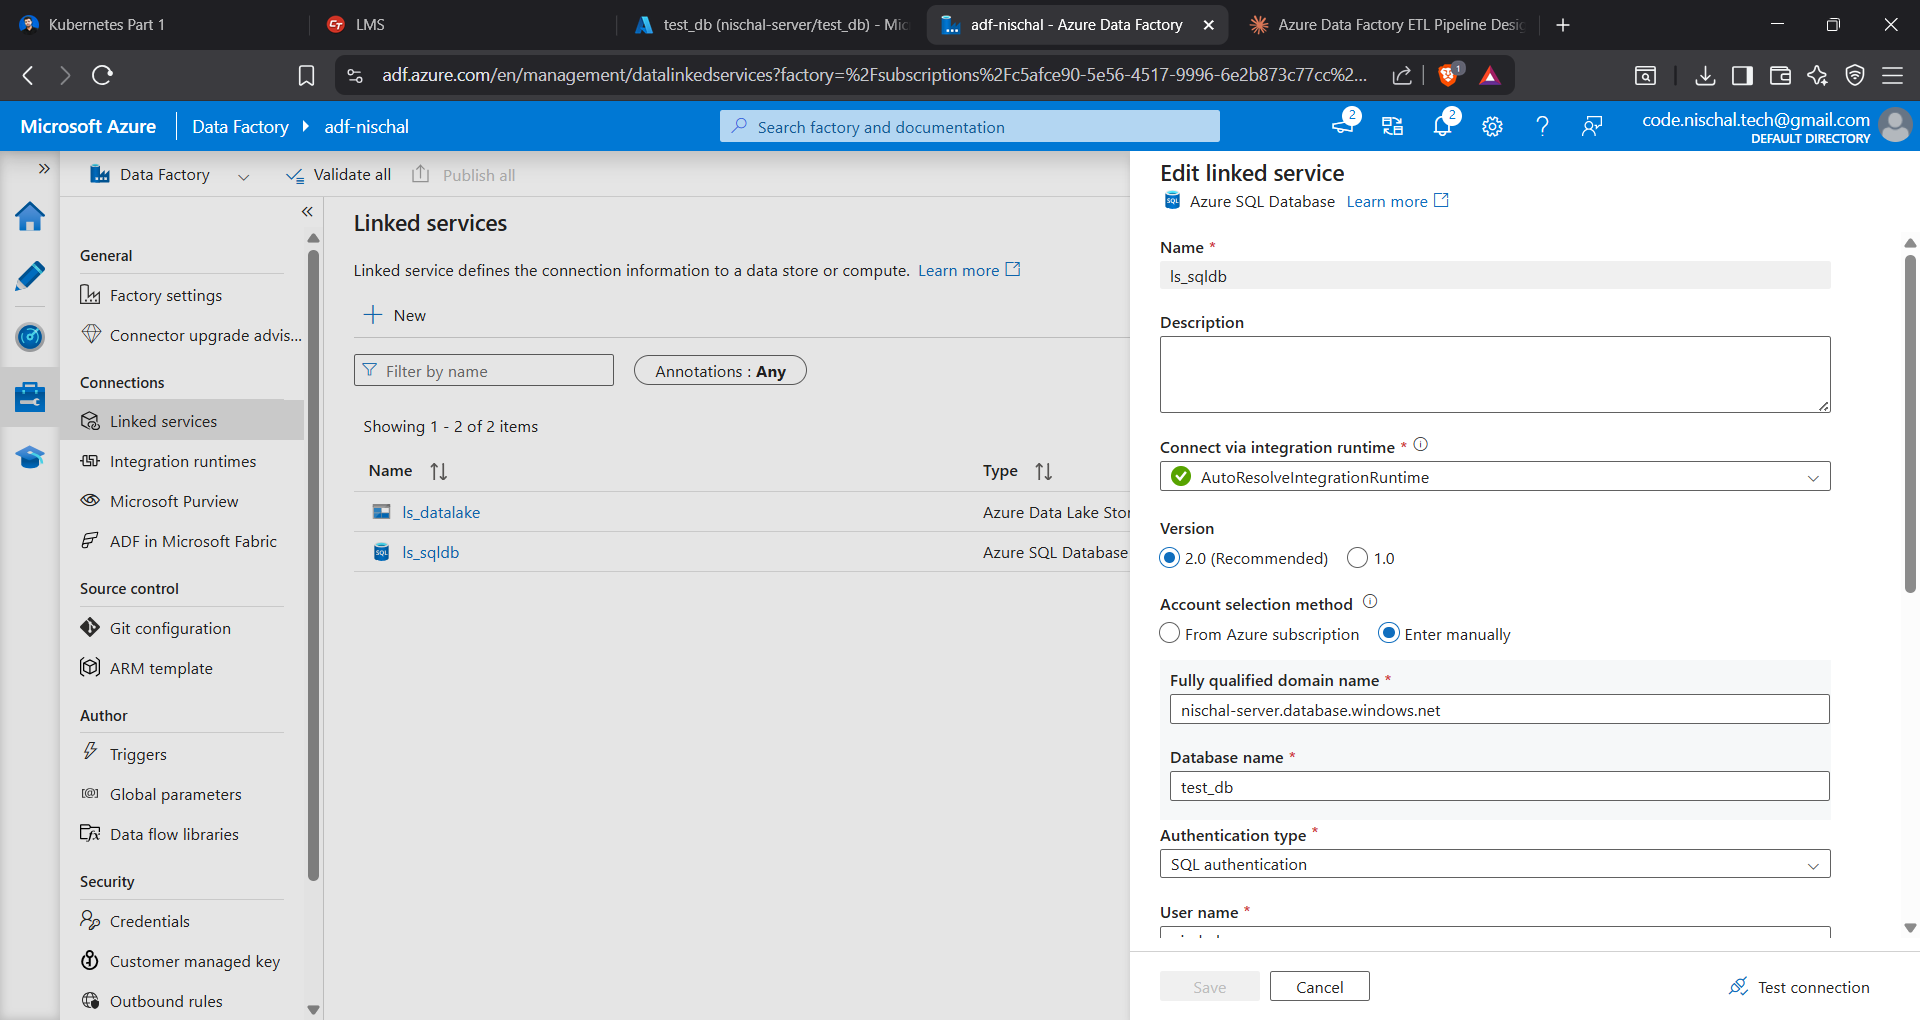 Kubernetes Part 1
LMS
test_db (nischal-server/test_db) - Mic
adf-nischal - Azure Data Factory
Azure Data Factory ETL Pipeline Desig
adf.azure.com/en/management/datalinkedservices?factory=%2Fsubscriptions%2Fc5afce90-5e56-4517-9996-6e2b873c77cc%2...
1
Microsoft Azure
Data Factory
adf-nischal
Search factory and documentation
2
2
code.nischal.tech@gmail.com
DEFAULT DIRECTORY
Data Factory
Validate all
Publish all
General
Factory settings
Connector upgrade advis...
Connections
Linked services
Integration runtimes
Microsoft Purview
ADF in Microsoft Fabric
Source control
Git configuration
ARM template
Author
Triggers
Global parameters
Data flow libraries
Security
Credentials
Customer managed key
Outbound rules
Linked services
Linked service defines the connection information to a data store or compute. Learn more
New
Filter by name
Annotations : Any
Showing 1 - 2 of 2 items
Name
Type
ls_datalake
Azure Data Lake Stor
ls_sqldb
Azure SQL Database
Edit linked service
Azure SQL Database Learn more
Name *
ls_sqldb
Description
Connect via integration runtime *
AutoResolveIntegrationRuntime
Version
2.0 (Recommended) 1.0
Account selection method
From Azure subscription Enter manually
Fully qualified domain name *
nischal-server.database.windows.net
Database name *
test_db
Authentication type *
SQL authentication
User name *
Save
Cancel
Test connection